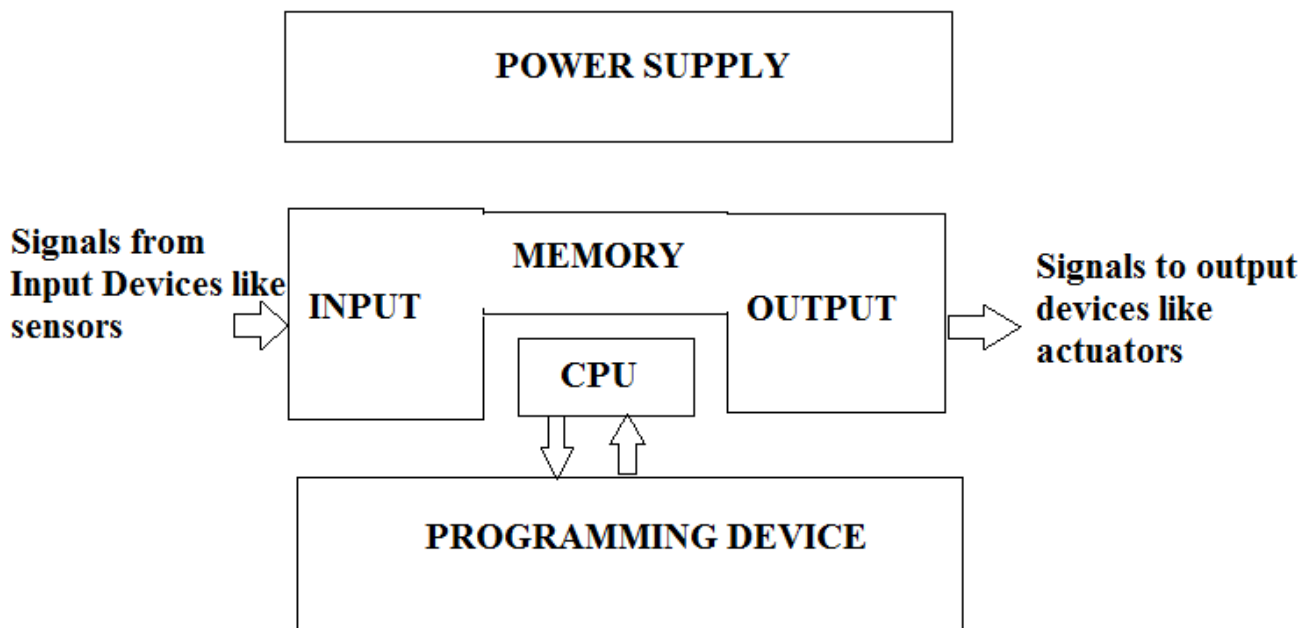 POWER SUPPLY
Signals from
Input Devices like
sensors
INPUT
MEMORY
OUTPUT
CPU
Signals to output
devices like
actuators
PROGRAMMING DEVICE